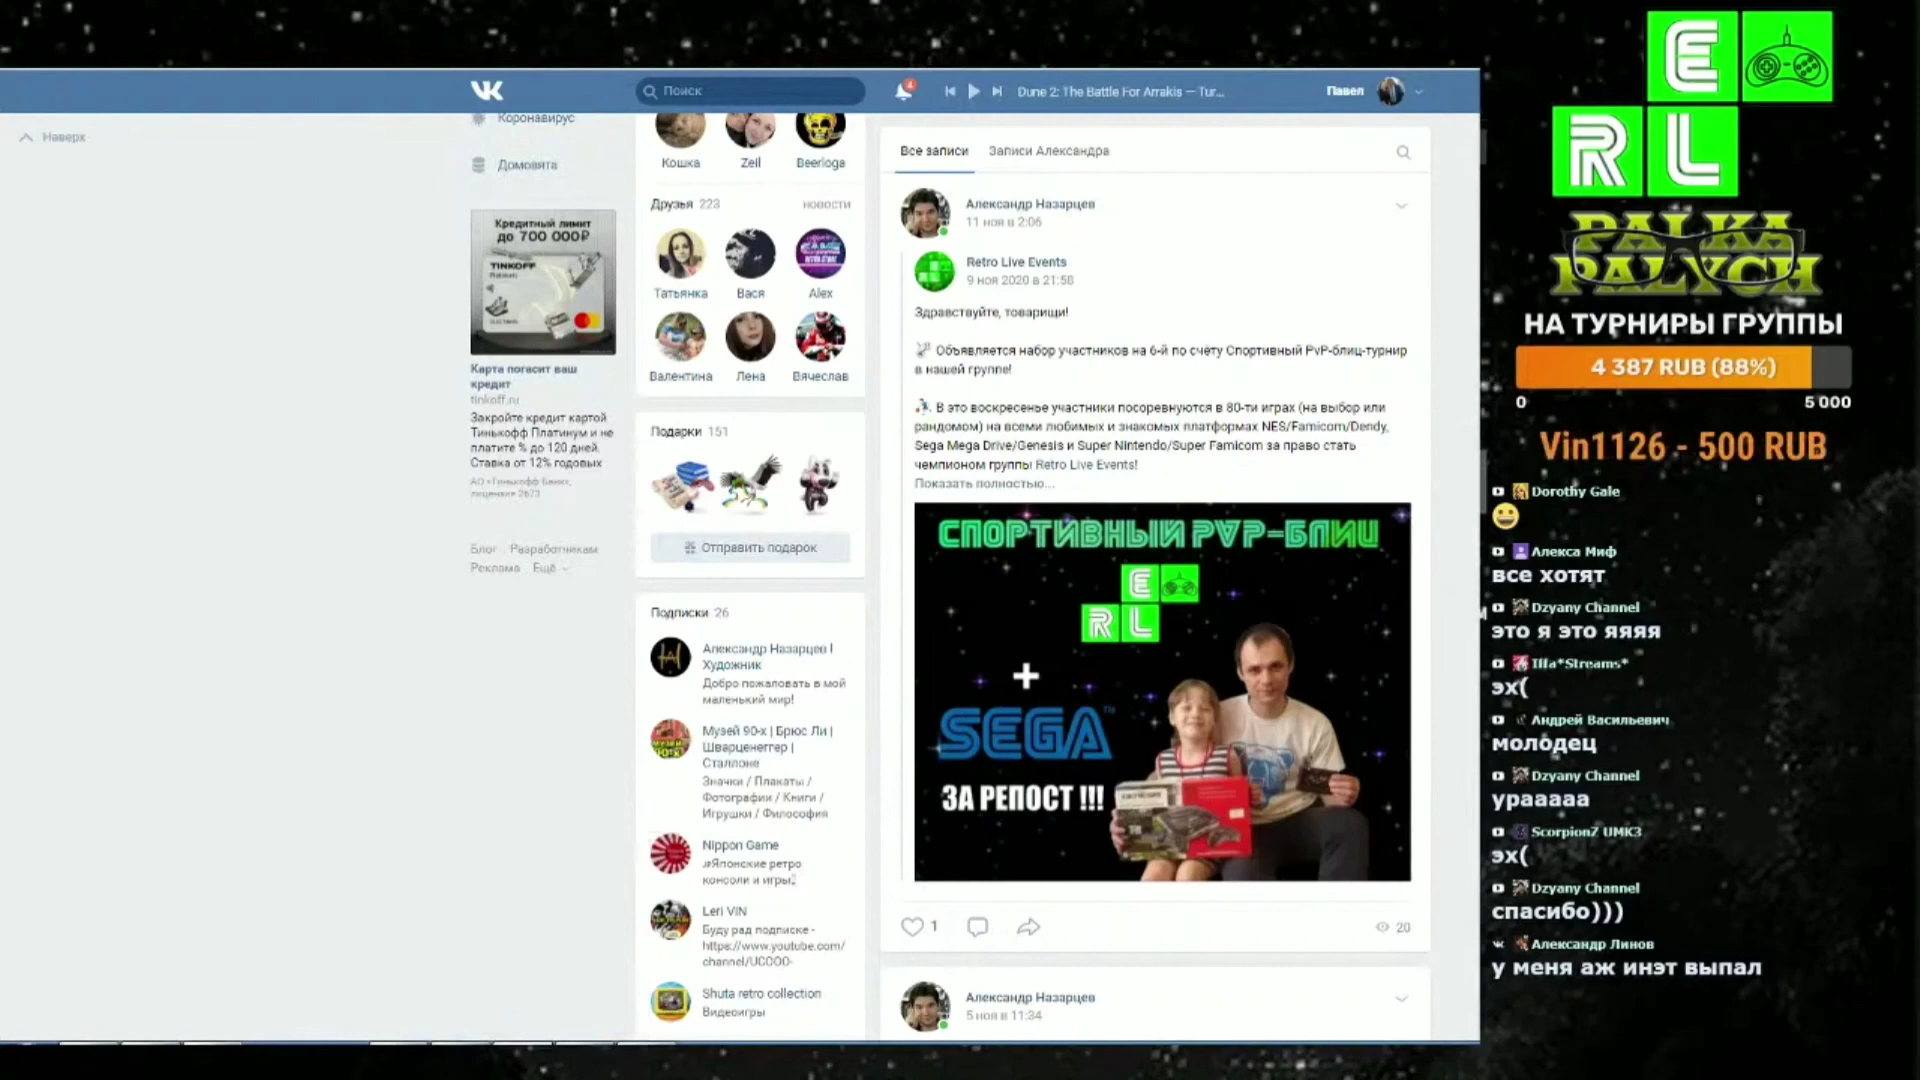 Поиск
Dune 2: The Battle For Arrakis — Tur...
Павел
4
Наверх
Коронавирус
Домовята
Кредитный лимит
до 700 000₽
TINKOFF
Карта погасит ваш
кредит
tinkoff.ru
Закройте кредит картой
Тинькофф Платинум и не
платите % до 120 дней.
Ставка от 12% годовых
АО «Тинькофф Банк»,
лицензия 2673
Блог Разработчикам
Реклама Ещё
Кошка Zeil Beerloga
Друзья 223 новости
Татьянка Вася Alex
Валентина Лена Вячеслав
Подарки 151
Отправить подарок
Подписки 26
Александр Назарцев |
Художник
Добро пожаловать в мой
маленький мир!
Музей 90-х | Брюс Ли |
Шварценеггер |
Сталлоне
Значки / Плакаты /
Фотографии / Книги /
Игрушки / Философия
Nippon Game
#Японские ретро
консоли и игры
Leri VIN
Буду рад подписке -
https://www.youtube.com/
channel/UCOOO-
Shuta retro collection
Видеоигры
Все записи Записи Александра
Александр Назарцев
11 ноя в 2:06
Retro Live Events
9 ноя 2020 в 21:58
Здравствуйте, товарищи!
Объявляется набор участников на 6-й по счёту Спортивный PvP-блиц-турнир
в нашей группе!
В это воскресенье участники посоревнуются в 80-ти играх (на выбор или
рандомом) на всеми любимых и знакомых платформах NES/Famicom/Dendy,
Sega Mega Drive/Genesis и Super Nintendo/Super Famicom за право стать
чемпионом группы Retro Live Events!
Показать полностью...
СПОРТИВНЫЙ PVP-БЛИЦ
E
RL
+
SEGA™
ЗА РЕПОСТ !!!
1
20
Александр Назарцев
5 ноя в 11:34
E
RL
PALKA
PALYCH
НА ТУРНИРЫ ГРУППЫ
4 387 RUB (88%)
0 5 000
Vin1126 - 500 RUB
Dorothy Gale
Алекса Миф
все хотят
Dzyany Channel
это я это яяяя
Illa*Streams*
эх(
Андрей Васильевич
молодец
Dzyany Channel
урааааа
ScorpionZ UMK3
эх(
Dzyany Channel
спасибо)))
Александр Линов
у меня аж инэт выпал